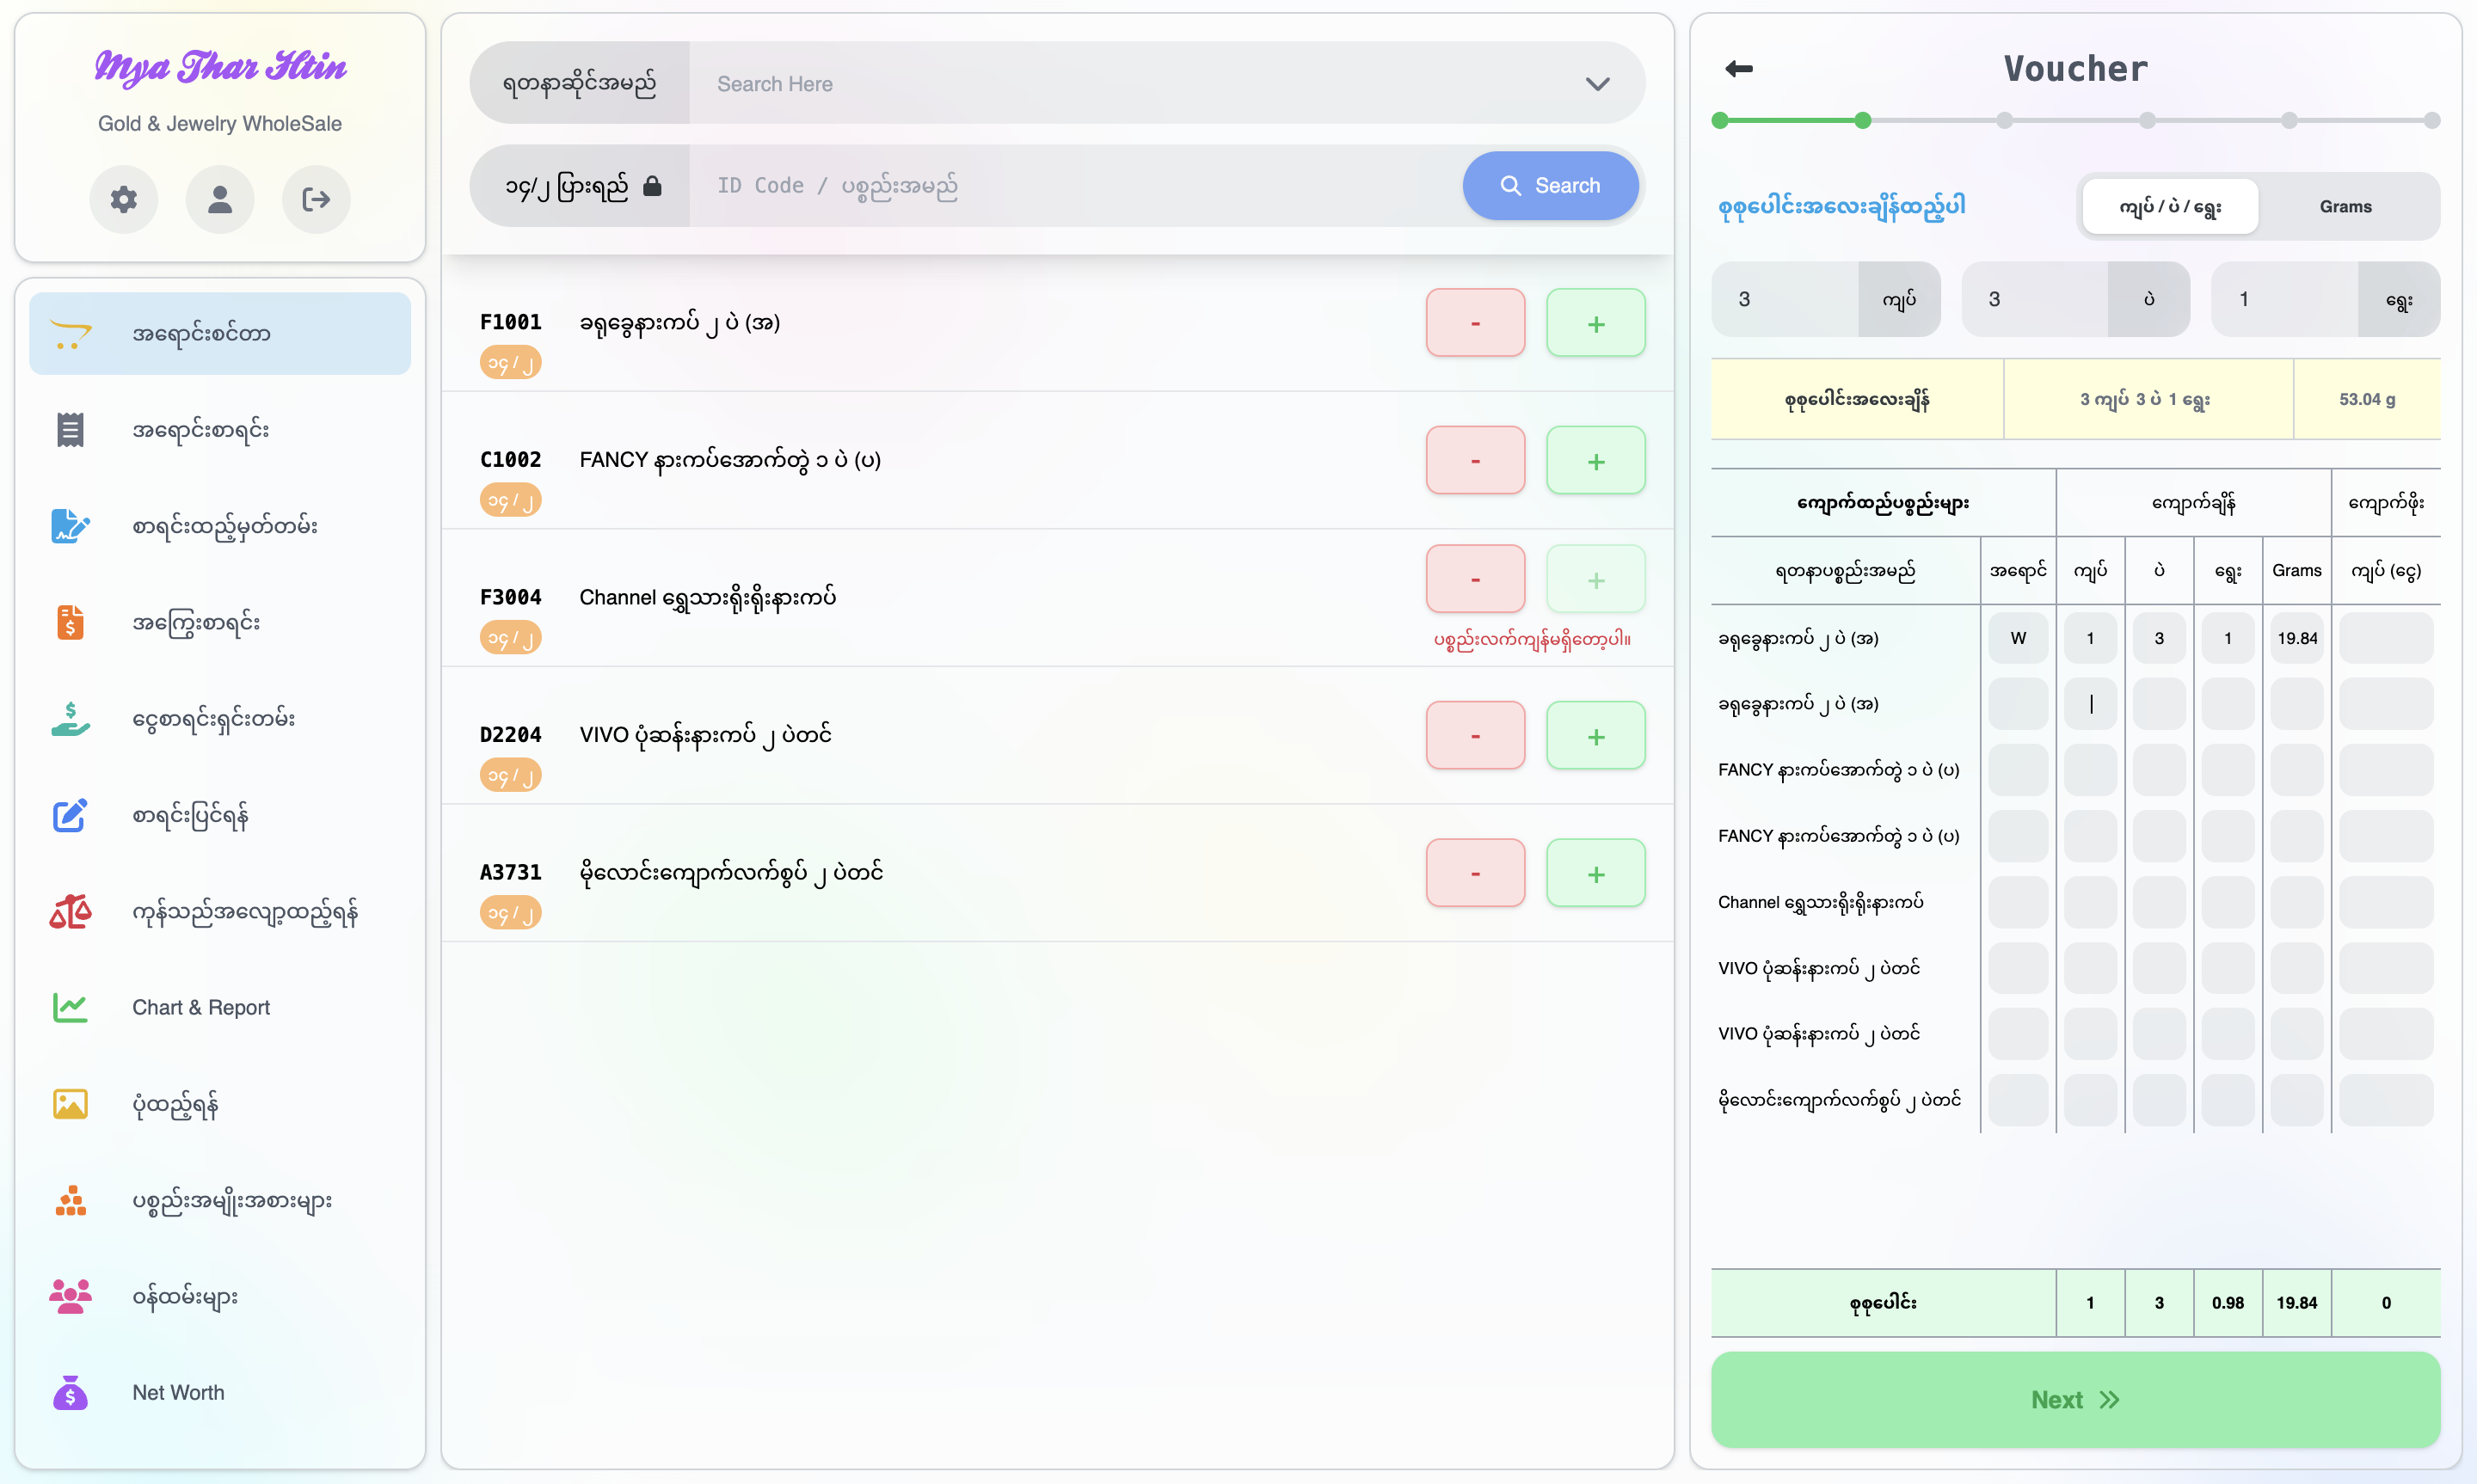 Mya Thar Htin
Gold & Jewelry WholeSale
အရောင်းစင်တာ
အရောင်းစာရင်း
စာရင်းထည့်မှတ်တမ်း
အကြွေးစာရင်း
ငွေစာရင်းရှင်းတမ်း
စာရင်းပြင်ရန်
ကုန်သည်အလျော့ထည့်ရန်
Chart & Report
ပုံထည့်ရန်
ပစ္စည်းအမျိုးအစားများ
ဝန်ထမ်းများ
Net Worth
ရတနာဆိုင်အမည် Search Here
၁၄/၂ ပြားရည် ID Code / ပစ္စည်းအမည် Search
F1001 ခရုခွေနားကပ် ၂ ပဲ (အ) - +
၁၄/၂
C1002 FANCY နားကပ်အောက်တွဲ ၁ ပဲ (ပ) - +
၁၄/၂
F3004 Channel ရွှေသားရိုးရိုးနားကပ် - +
၁၄/၂ ပစ္စည်းလက်ကျန်မရှိတော့ပါ။
D2204 VIVO ပုံဆန်းနားကပ် ၂ ပဲတင် - +
၁၄/၂
A3731 မိုလောင်းကျောက်လက်စွပ် ၂ ပဲတင် - +
၁၄/၂
Voucher
စုစုပေါင်းအလေးချိန်ထည့်ပါ ကျပ် / ပဲ / ရွေး Grams
3 ကျပ် 3 ပဲ 1 ရွေး
စုစုပေါင်းအလေးချိန် 3 ကျပ် 3 ပဲ 1 ရွေး 53.04 g
ကျောက်ထည်ပစ္စည်းများ ကျောက်ချိန် ကျောက်ဖိုး
ရတနာပစ္စည်းအမည် အရောင် ကျပ် ပဲ ရွေး Grams ကျပ် (ငွေ)
ခရုခွေနားကပ် ၂ ပဲ (အ) W 1 3 1 19.84
ခရုခွေနားကပ် ၂ ပဲ (အ)
FANCY နားကပ်အောက်တွဲ ၁ ပဲ (ပ)
FANCY နားကပ်အောက်တွဲ ၁ ပဲ (ပ)
Channel ရွှေသားရိုးရိုးနားကပ်
VIVO ပုံဆန်းနားကပ် ၂ ပဲတင်
VIVO ပုံဆန်းနားကပ် ၂ ပဲတင်
မိုလောင်းကျောက်လက်စွပ် ၂ ပဲတင်
စုစုပေါင်း 1 3 0.98 19.84 0
Next